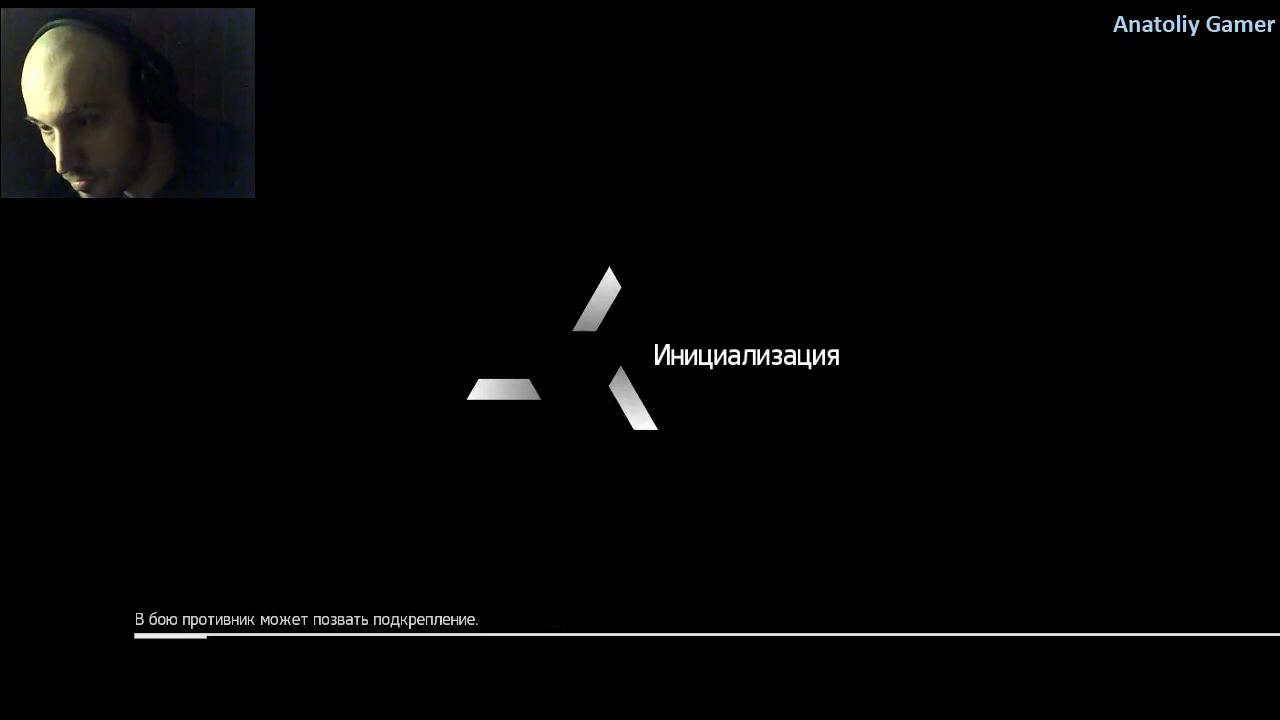 Anatoliy Gamer
Инициализация
В бою противник может позвать подкрепление.